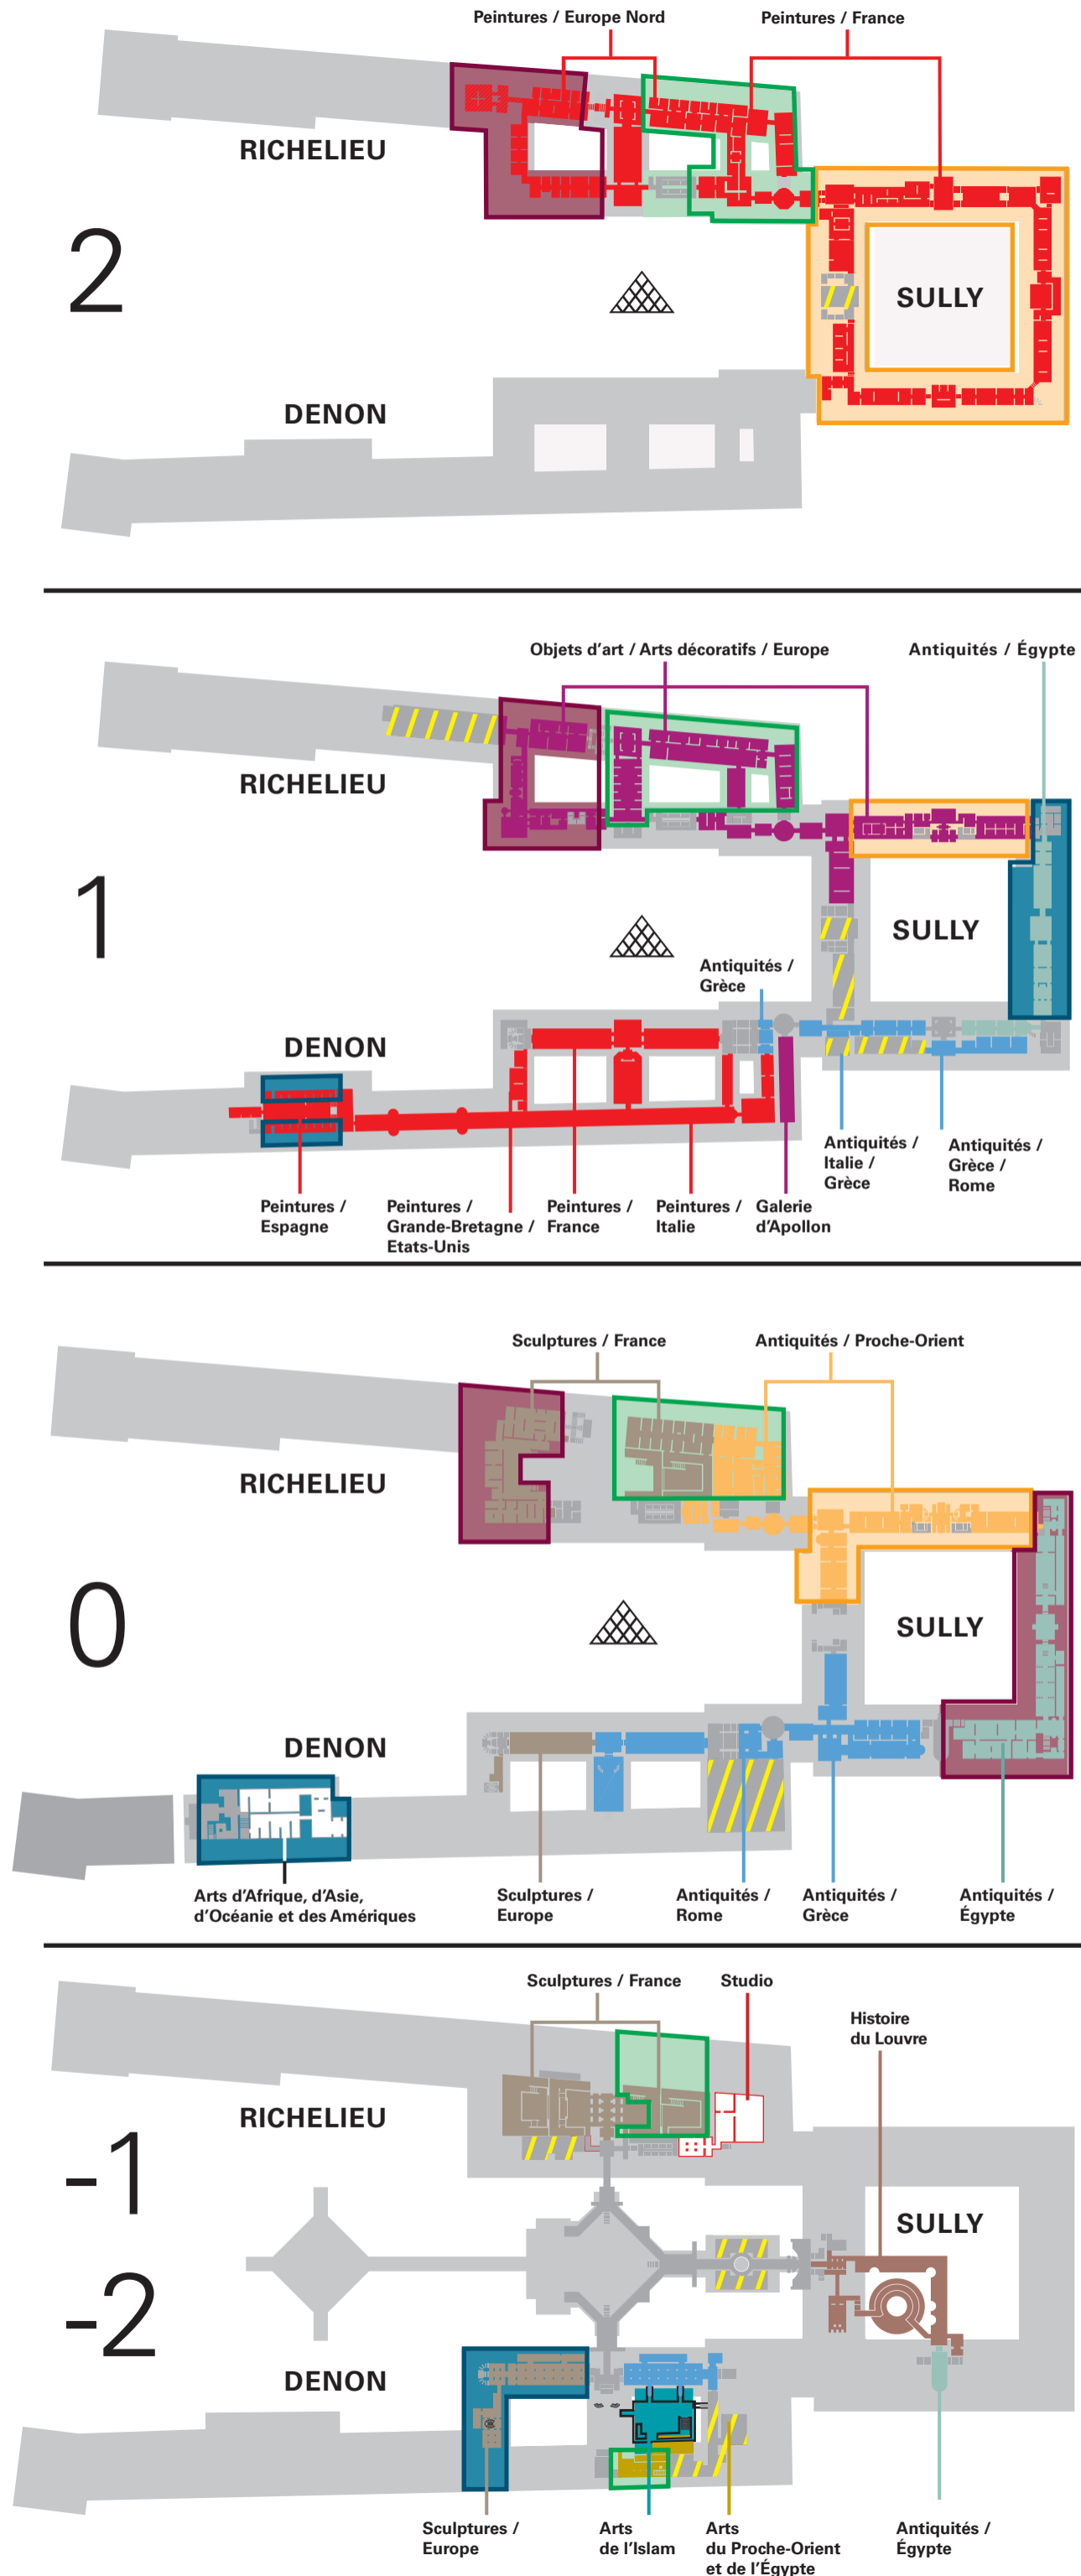 Peintures / Europe Nord
Peintures / France
RICHELIEU
2
SULLY
DENON
Objets d'art / Arts décoratifs / Europe
Antiquités / Égypte
RICHELIEU
1
SULLY
Antiquités /
Grèce
DENON
Antiquités /
Italie /
Grèce
Antiquités /
Grèce /
Rome
Peintures /
Espagne
Peintures /
Grande-Bretagne /
Etats-Unis
Peintures /
France
Peintures /
Italie
Galerie
d'Apollon
Sculptures / France
Antiquités / Proche-Orient
RICHELIEU
0
SULLY
DENON
Arts d'Afrique, d'Asie,
d'Océanie et des Amériques
Sculptures /
Europe
Antiquités /
Rome
Antiquités /
Grèce
Antiquités /
Égypte
Sculptures / France
Studio
Histoire
du Louvre
RICHELIEU
-1
SULLY
-2
DENON
Sculptures /
Europe
Arts
de l'Islam
Arts
du Proche-Orient
et de l'Égypte
Antiquités /
Égypte